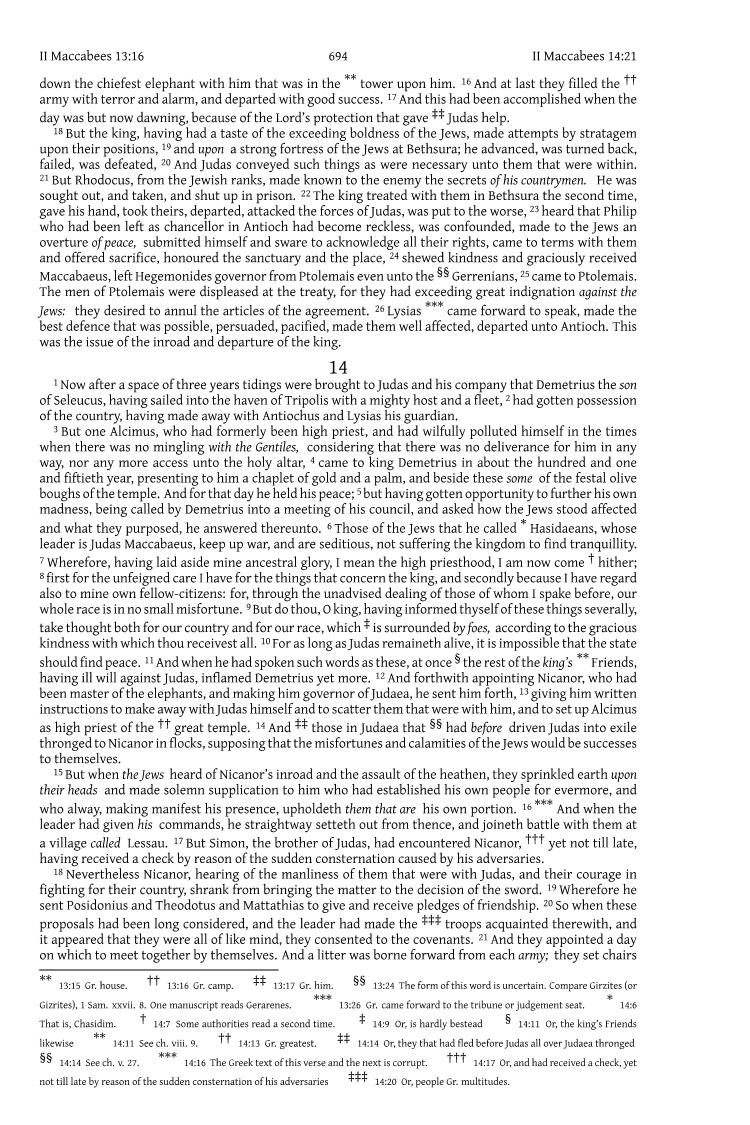 II Maccabees 13:16 694 II Maccabees 14:21
down the chiefest elephant with him that was in the ** tower upon him. 16 And at last they filled the ††
army with terror and alarm, and departed with good success. 17 And this had been accomplished when the
day was but now dawning, because of the Lord's protection that gave ‡‡ Judas help.
18 But the king, having had a taste of the exceeding boldness of the Jews, made attempts by stratagem
upon their positions, 19 and upon a strong fortress of the Jews at Bethsura; he advanced, was turned back,
failed, was defeated, 20 And Judas conveyed such things as were necessary unto them that were within.
21 But Rhodocus, from the Jewish ranks, made known to the enemy the secrets of his countrymen. He was
sought out, and taken, and shut up in prison. 22 The king treated with them in Bethsura the second time,
gave his hand, took theirs, departed, attacked the forces of Judas, was put to the worse, 23 heard that Philip
who had been left as chancellor in Antioch had become reckless, was confounded, made to the Jews an
overture of peace, submitted himself and sware to acknowledge all their rights, came to terms with them
and offered sacrifice, honoured the sanctuary and the place, 24 shewed kindness and graciously received
Maccabaeus, left Hegemonides governor from Ptolemais even unto the §§ Gerrenians, 25 came to Ptolemais.
The men of Ptolemais were displeased at the treaty, for they had exceeding great indignation against the
Jews: they desired to annul the articles of the agreement. 26 Lysias *** came forward to speak, made the
best defence that was possible, persuaded, pacified, made them well affected, departed unto Antioch. This
was the issue of the inroad and departure of the king.
14
1 Now after a space of three years tidings were brought to Judas and his company that Demetrius the son
of Seleucus, having sailed into the haven of Tripolis with a mighty host and a fleet, 2 had gotten possession
of the country, having made away with Antiochus and Lysias his guardian.
3 But one Alcimus, who had formerly been high priest, and had wilfully polluted himself in the times
when there was no mingling with the Gentiles, considering that there was no deliverance for him in any
way, nor any more access unto the holy altar, 4 came to king Demetrius in about the hundred and one
and fiftieth year, presenting to him a chaplet of gold and a palm, and beside these some of the festal olive
boughs of the temple. And for that day he held his peace; 5 but having gotten opportunity to further his own
madness, being called by Demetrius into a meeting of his council, and asked how the Jews stood affected
and what they purposed, he answered thereunto. 6 Those of the Jews that he called * Hasidaeans, whose
leader is Judas Maccabaeus, keep up war, and are seditious, not suffering the kingdom to find tranquillity.
7 Wherefore, having laid aside mine ancestral glory, I mean the high priesthood, I am now come † hither;
8 first for the unfeigned care I have for the things that concern the king, and secondly because I have regard
also to mine own fellow-citizens: for, through the unadvised dealing of those of whom I spake before, our
whole race is in no small misfortune. 9 But do thou, O king, having informed thyself of these things severally,
take thought both for our country and for our race, which ‡ is surrounded by foes, according to the gracious
kindness with which thou receivest all. 10 For as long as Judas remaineth alive, it is impossible that the state
should find peace. 11 And when he had spoken such words as these, at once § the rest of the king's ** Friends,
having ill will against Judas, inflamed Demetrius yet more. 12 And forthwith appointing Nicanor, who had
been master of the elephants, and making him governor of Judaea, he sent him forth, 13 giving him written
instructions to make away with Judas himself and to scatter them that were with him, and to set up Alcimus
as high priest of the †† great temple. 14 And ‡‡ those in Judaea that §§ had before driven Judas into exile
thronged to Nicanor in flocks, supposing that the misfortunes and calamities of the Jews would be successes
to themselves.
15 But when the Jews heard of Nicanor's inroad and the assault of the heathen, they sprinkled earth upon
their heads and made solemn supplication to him who had established his own people for evermore, and
who alway, making manifest his presence, upholdeth them that are his own portion. 16 *** And when the
leader had given his commands, he straightway setteth out from thence, and joineth battle with them at
a village called Lessau. 17 But Simon, the brother of Judas, had encountered Nicanor, ††† yet not till late,
having received a check by reason of the sudden consternation caused by his adversaries.
18 Nevertheless Nicanor, hearing of the manliness of them that were with Judas, and their courage in
fighting for their country, shrank from bringing the matter to the decision of the sword. 19 Wherefore he
sent Posidonius and Theodotus and Mattathias to give and receive pledges of friendship. 20 So when these
proposals had been long considered, and the leader had made the ‡‡‡ troops acquainted therewith, and
it appeared that they were all of like mind, they consented to the covenants. 21 And they appointed a day
on which to meet together by themselves. And a litter was borne forward from each army; they set chairs
** 13:15 Gr. house. †† 13:16 Gr. camp. ‡‡ 13:17 Gr. him. §§ 13:24 The form of this word is uncertain. Compare Girzites (or
Gizrites), 1 Sam. xxvii. 8. One manuscript reads Gerarenes. *** 13:26 Gr. came forward to the tribune or judgement seat. * 14:6
That is, Chasidim. † 14:7 Some authorities read a second time. ‡ 14:9 Or, is hardly bestead § 14:11 Or, the king's Friends
likewise ** 14:11 See ch. viii. 9. †† 14:13 Gr. greatest. ‡‡ 14:14 Or, they that had fled before Judas all over Judaea thronged
§§ 14:14 See ch. v. 27. *** 14:16 The Greek text of this verse and the next is corrupt. ††† 14:17 Or, and had received a check, yet
not till late by reason of the sudden consternation of his adversaries ‡‡‡ 14:20 Or, people Gr. multitudes.